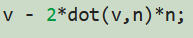 v - 2*dot(v,n)*n;